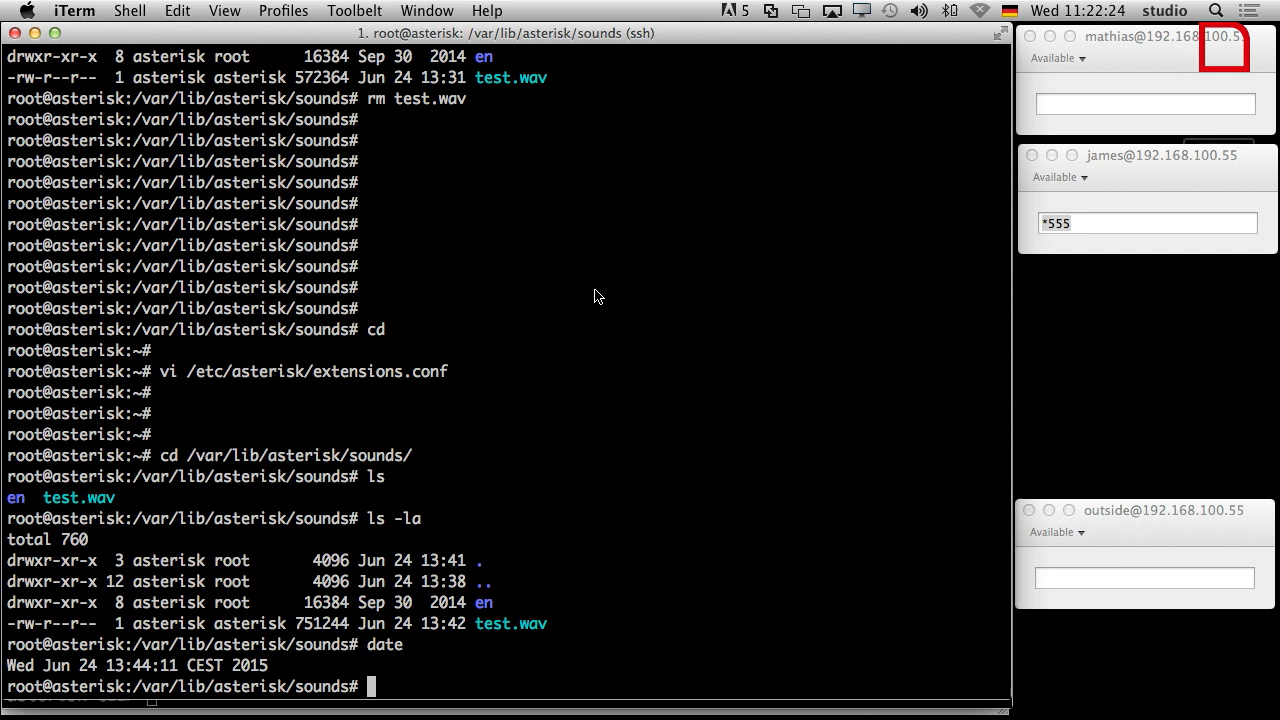 iTerm Shell Edit View Profiles Toolbelt Window Help 5 Wed 11:22:24 studio
1. root@asterisk: /var/lib/asterisk/sounds (ssh)
drwxr-xr-x 8 asterisk root 16384 Sep 30 2014 en
-rw-r--r-- 1 asterisk asterisk 572364 Jun 24 13:31 test.wav
root@asterisk:/var/lib/asterisk/sounds# rm test.wav
root@asterisk:/var/lib/asterisk/sounds#
root@asterisk:/var/lib/asterisk/sounds#
root@asterisk:/var/lib/asterisk/sounds#
root@asterisk:/var/lib/asterisk/sounds#
root@asterisk:/var/lib/asterisk/sounds#
root@asterisk:/var/lib/asterisk/sounds#
root@asterisk:/var/lib/asterisk/sounds#
root@asterisk:/var/lib/asterisk/sounds#
root@asterisk:/var/lib/asterisk/sounds#
root@asterisk:/var/lib/asterisk/sounds#
root@asterisk:/var/lib/asterisk/sounds# cd
root@asterisk:~#
root@asterisk:~# vi /etc/asterisk/extensions.conf
root@asterisk:~#
root@asterisk:~#
root@asterisk:~#
root@asterisk:~# cd /var/lib/asterisk/sounds/
root@asterisk:/var/lib/asterisk/sounds# ls
en test.wav
root@asterisk:/var/lib/asterisk/sounds# ls -la
total 760
drwxr-xr-x 3 asterisk root 4096 Jun 24 13:41 .
drwxr-xr-x 12 asterisk root 4096 Jun 24 13:38 ..
drwxr-xr-x 8 asterisk root 16384 Sep 30 2014 en
-rw-r--r-- 1 asterisk asterisk 751244 Jun 24 13:42 test.wav
root@asterisk:/var/lib/asterisk/sounds# date
Wed Jun 24 13:44:11 CEST 2015
root@asterisk:/var/lib/asterisk/sounds#
mathias@192.168.100.5
Available
james@192.168.100.55
Available
*555
outside@192.168.100.55
Available